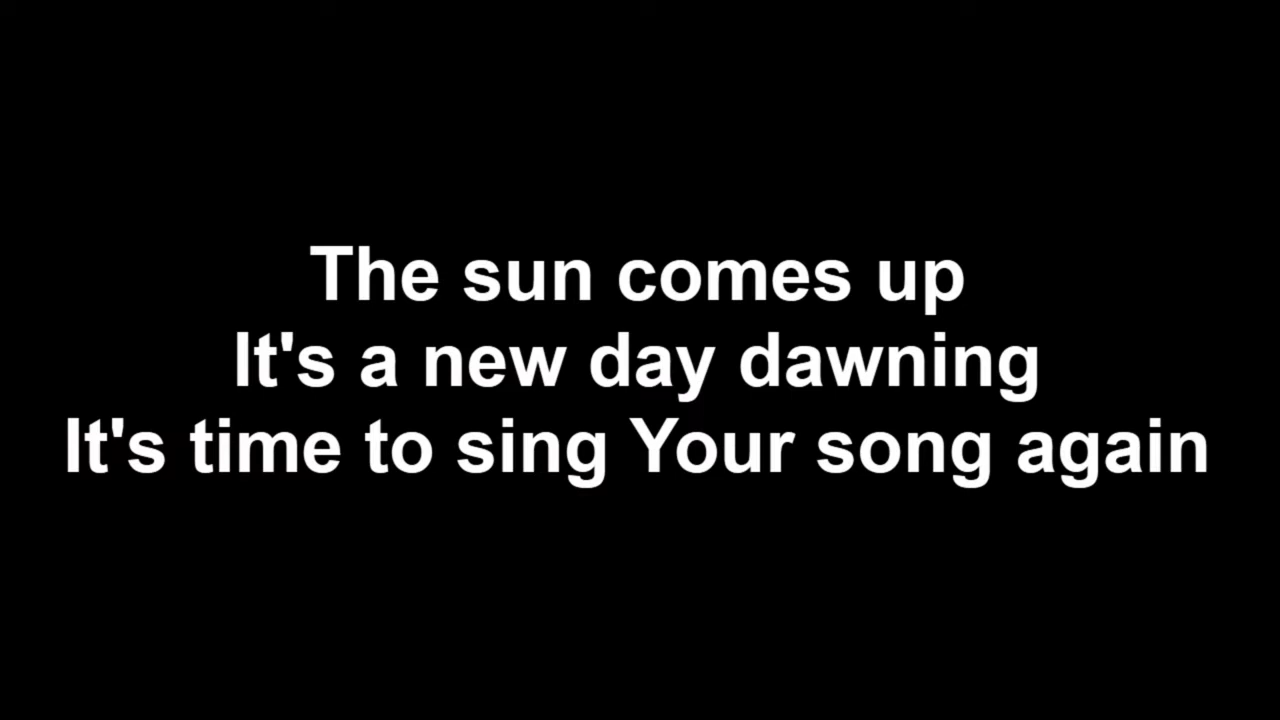 The sun comes up
It's a new day dawning
It's time to sing Your song again